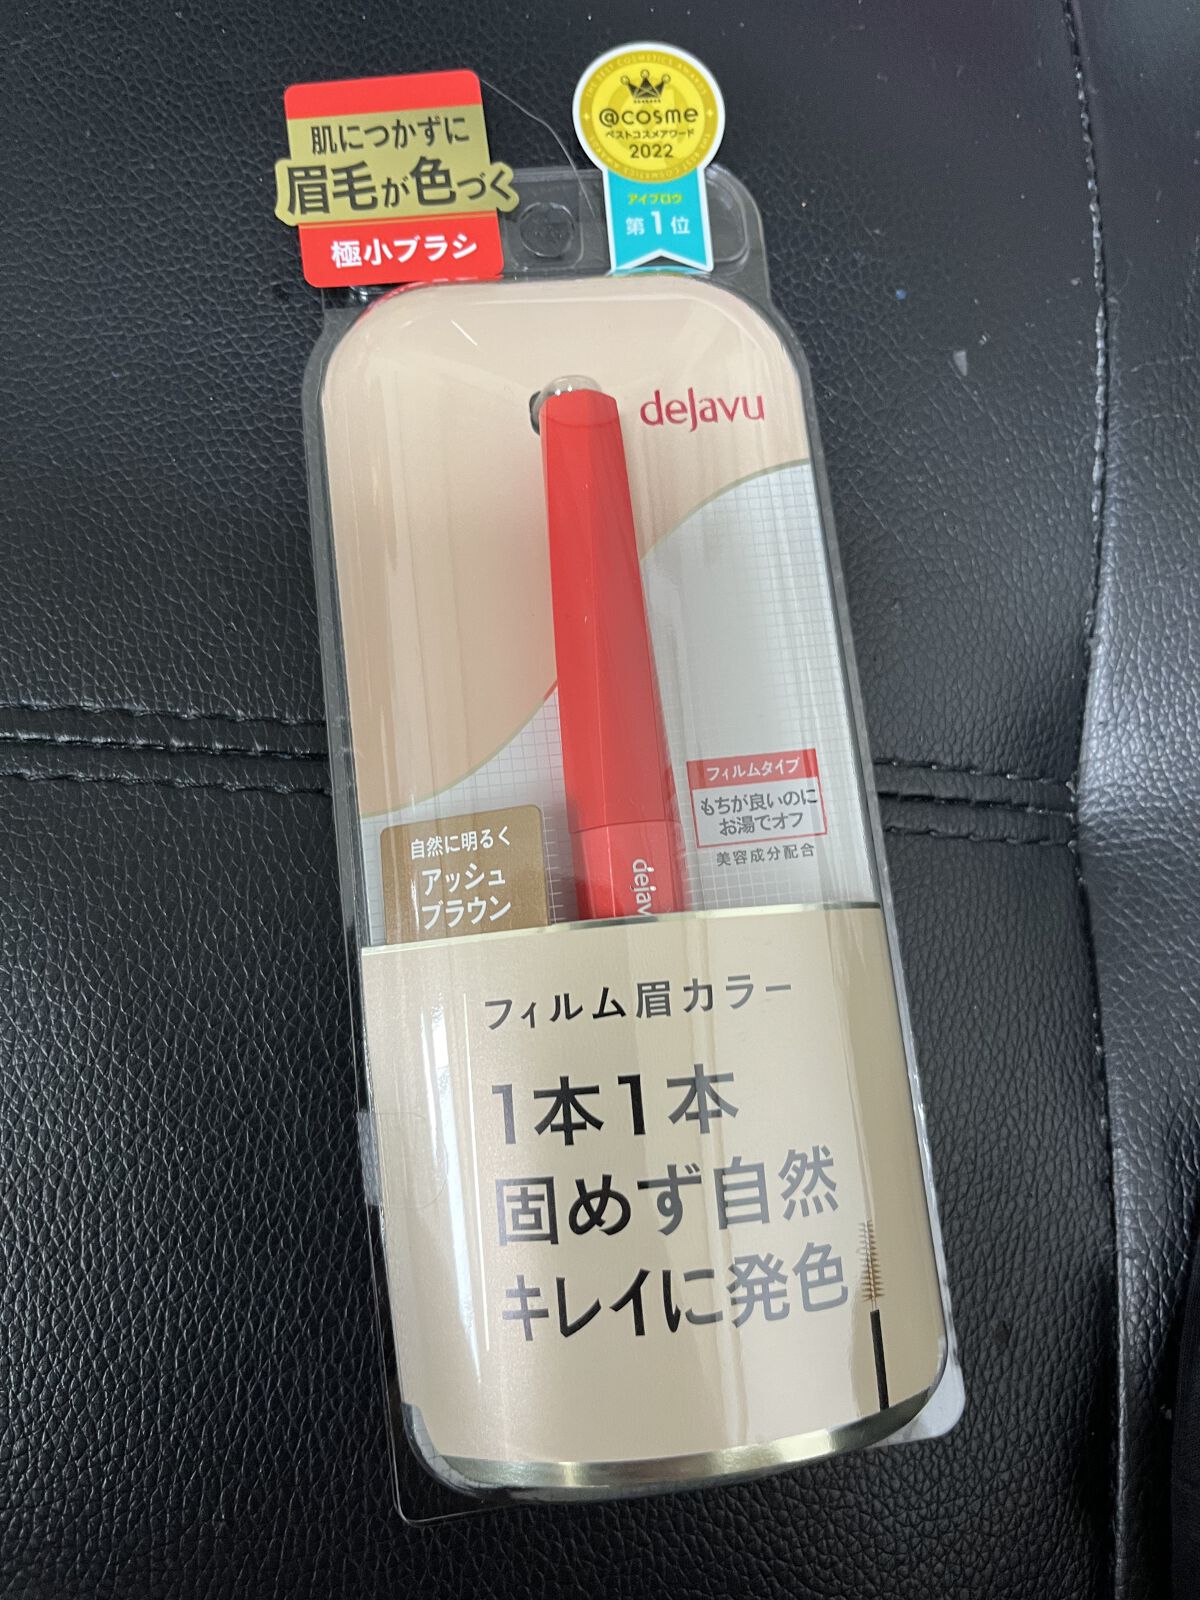 肌につかずに
眉毛が色づく
極小ブラシ
@cosme
ベストコスメアワード
2022
アイブロウ
第1位
dejavu
フィルムタイプ
もちが良いのに
お湯でオフ
美容成分配合
自然に明るく
アッシュ
ブラウン
フィルム眉カラー
1本1本
固めず自然
キレイに発色